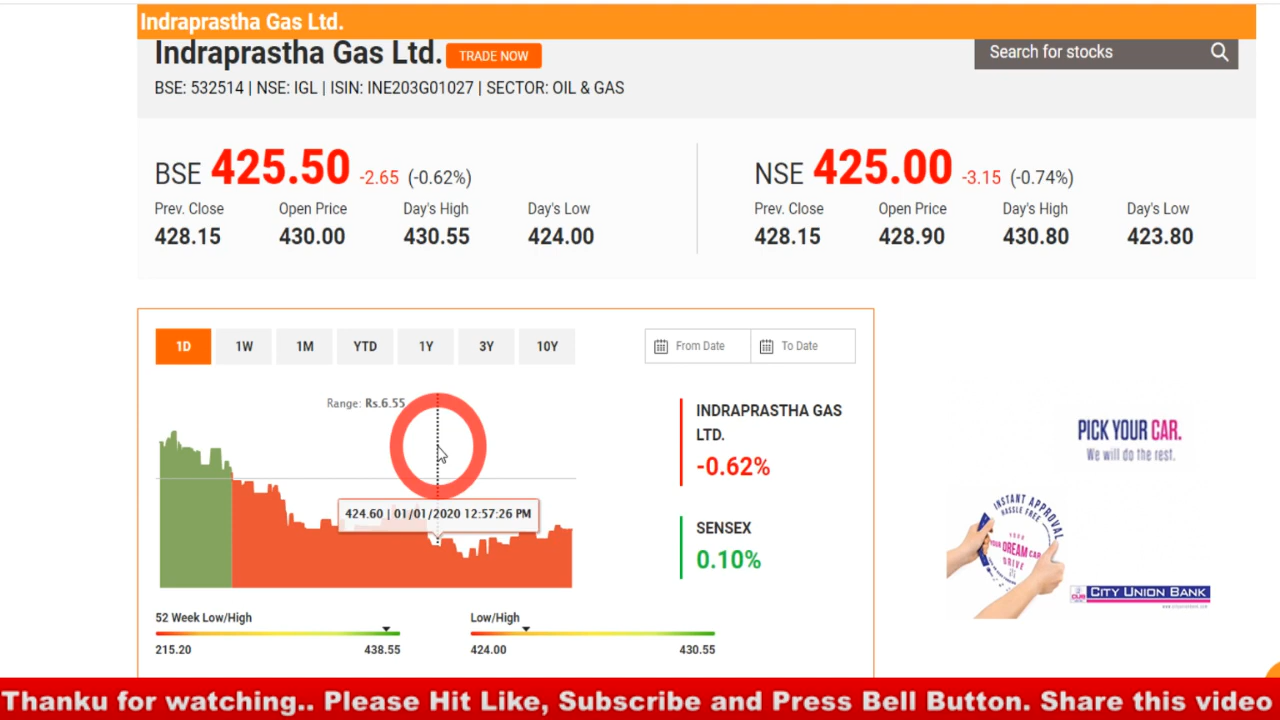 Indraprastha Gas Ltd.
Indraprastha Gas Ltd. TRADE NOW
Search for stocks
BSE: 532514 | NSE: IGL | ISIN: INE203G01027 | SECTOR: OIL & GAS
BSE 425.50 -2.65 (-0.62%)
Prev. Close Open Price Day's High Day's Low
428.15 430.00 430.55 424.00
NSE 425.00 -3.15 (-0.74%)
Prev. Close Open Price Day's High Day's Low
428.15 428.90 430.80 423.80
1D 1W 1M YTD 1Y 3Y 10Y
From Date To Date
Range: Rs.6.55
424.60 | 01/01/2020 12:57:26 PM
INDRAPRASTHA GAS
LTD.
-0.62%
SENSEX
0.10%
52 Week Low/High
215.20 438.55
Low/High
424.00 430.55
PICK YOUR CAR.
We will do the rest.
INSTANT APPROVAL
HASSLE FREE
YOUR DREAM CAR
DRIVE
CITY UNION BANK
Thanku for watching.. Please Hit Like, Subscribe and Press Bell Button. Share this video